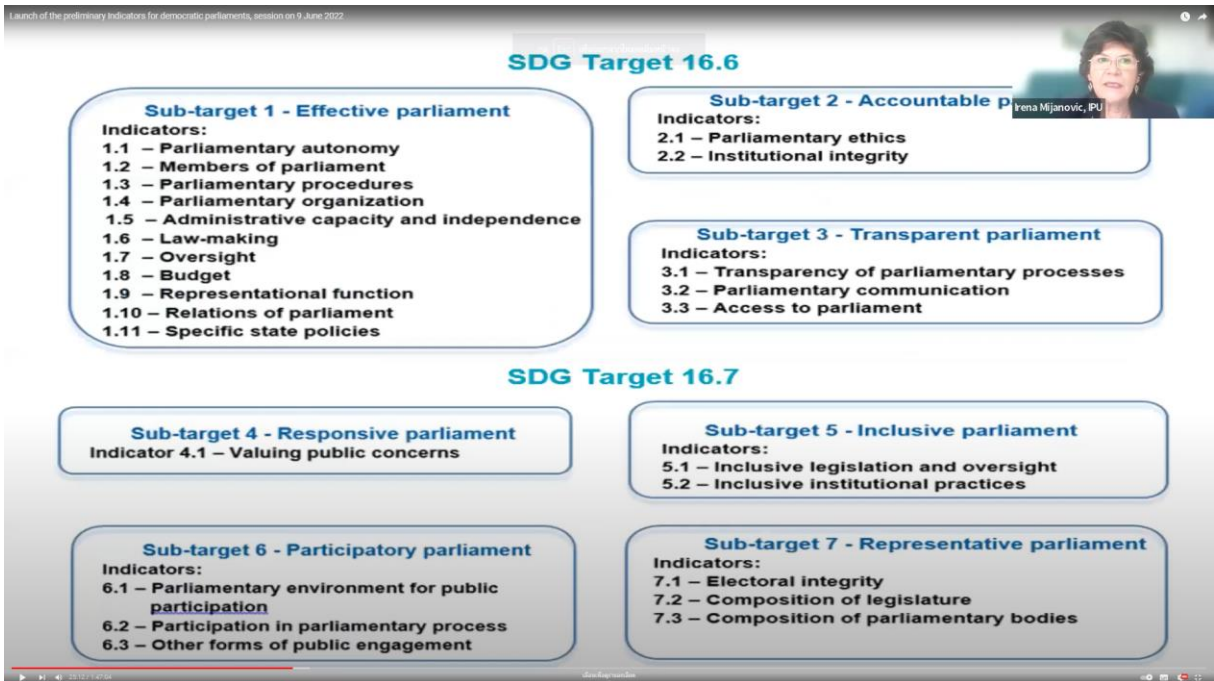 Launch of the preliminary Indicators for democratic parliaments, session on 9 June 2022
SDG Target 16.6
Irena Mijanovic, IPU
Sub-target 1 - Effective parliament
Indicators:
1.1 – Parliamentary autonomy
1.2 – Members of parliament
1.3 – Parliamentary procedures
1.4 – Parliamentary organization
1.5 – Administrative capacity and independence
1.6 – Law-making
1.7 – Oversight
1.8 – Budget
1.9 – Representational function
1.10 – Relations of parliament
1.11 – Specific state policies
Sub-target 2 - Accountable p
Indicators:
2.1 – Parliamentary ethics
2.2 – Institutional integrity
Sub-target 3 - Transparent parliament
Indicators:
3.1 – Transparency of parliamentary processes
3.2 – Parliamentary communication
3.3 – Access to parliament
SDG Target 16.7
Sub-target 4 - Responsive parliament
Indicator 4.1 – Valuing public concerns
Sub-target 5 - Inclusive parliament
Indicators:
5.1 – Inclusive legislation and oversight
5.2 – Inclusive institutional practices
Sub-target 6 - Participatory parliament
Indicators:
6.1 – Parliamentary environment for public
participation
6.2 – Participation in parliamentary process
6.3 – Other forms of public engagement
Sub-target 7 - Representative parliament
Indicators:
7.1 – Electoral integrity
7.2 – Composition of legislature
7.3 – Composition of parliamentary bodies